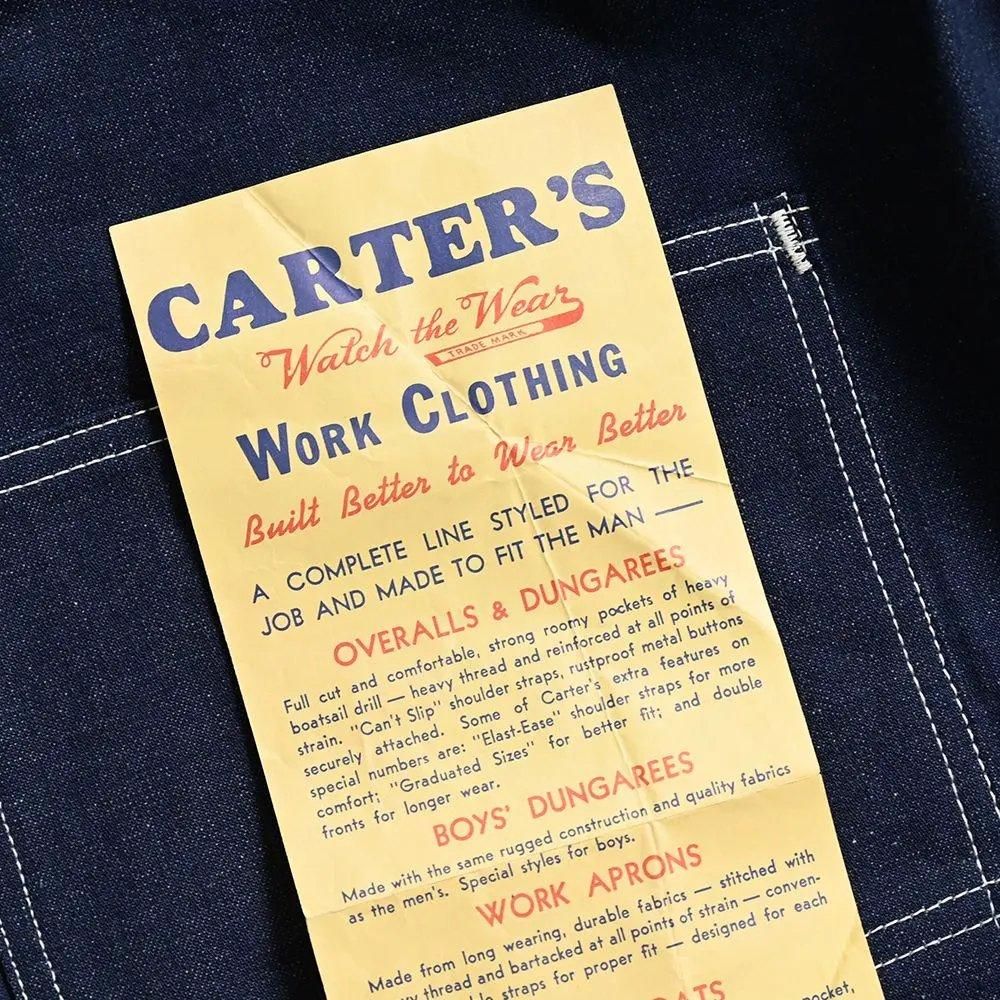 CARTER'S
Watch the Wear
TRADE MARK
WORK CLOTHING
Built Better to Wear Better
A COMPLETE LINE STYLED FOR THE
JOB AND MADE TO FIT THE MAN —
OVERALLS & DUNGAREES
Full cut and comfortable, strong roomy pockets of heavy
boatsail drill — heavy thread and reinforced at all points of
strain. "Can't Slip" shoulder straps, rustproof metal buttons
securely attached. Some of Carter's extra features on
special numbers are: "Elast-Ease" shoulder straps for more
comfort; "Graduated Sizes" for better fit; and double
fronts for longer wear.
BOYS' DUNGAREES
Made with the same rugged construction and quality fabrics
as the men's. Special styles for boys.
WORK APRONS
Made from long wearing, durable fabrics — stitched with
thread and bartacked at all points of strain — conven-
straps for proper fit — designed for each
pocket,